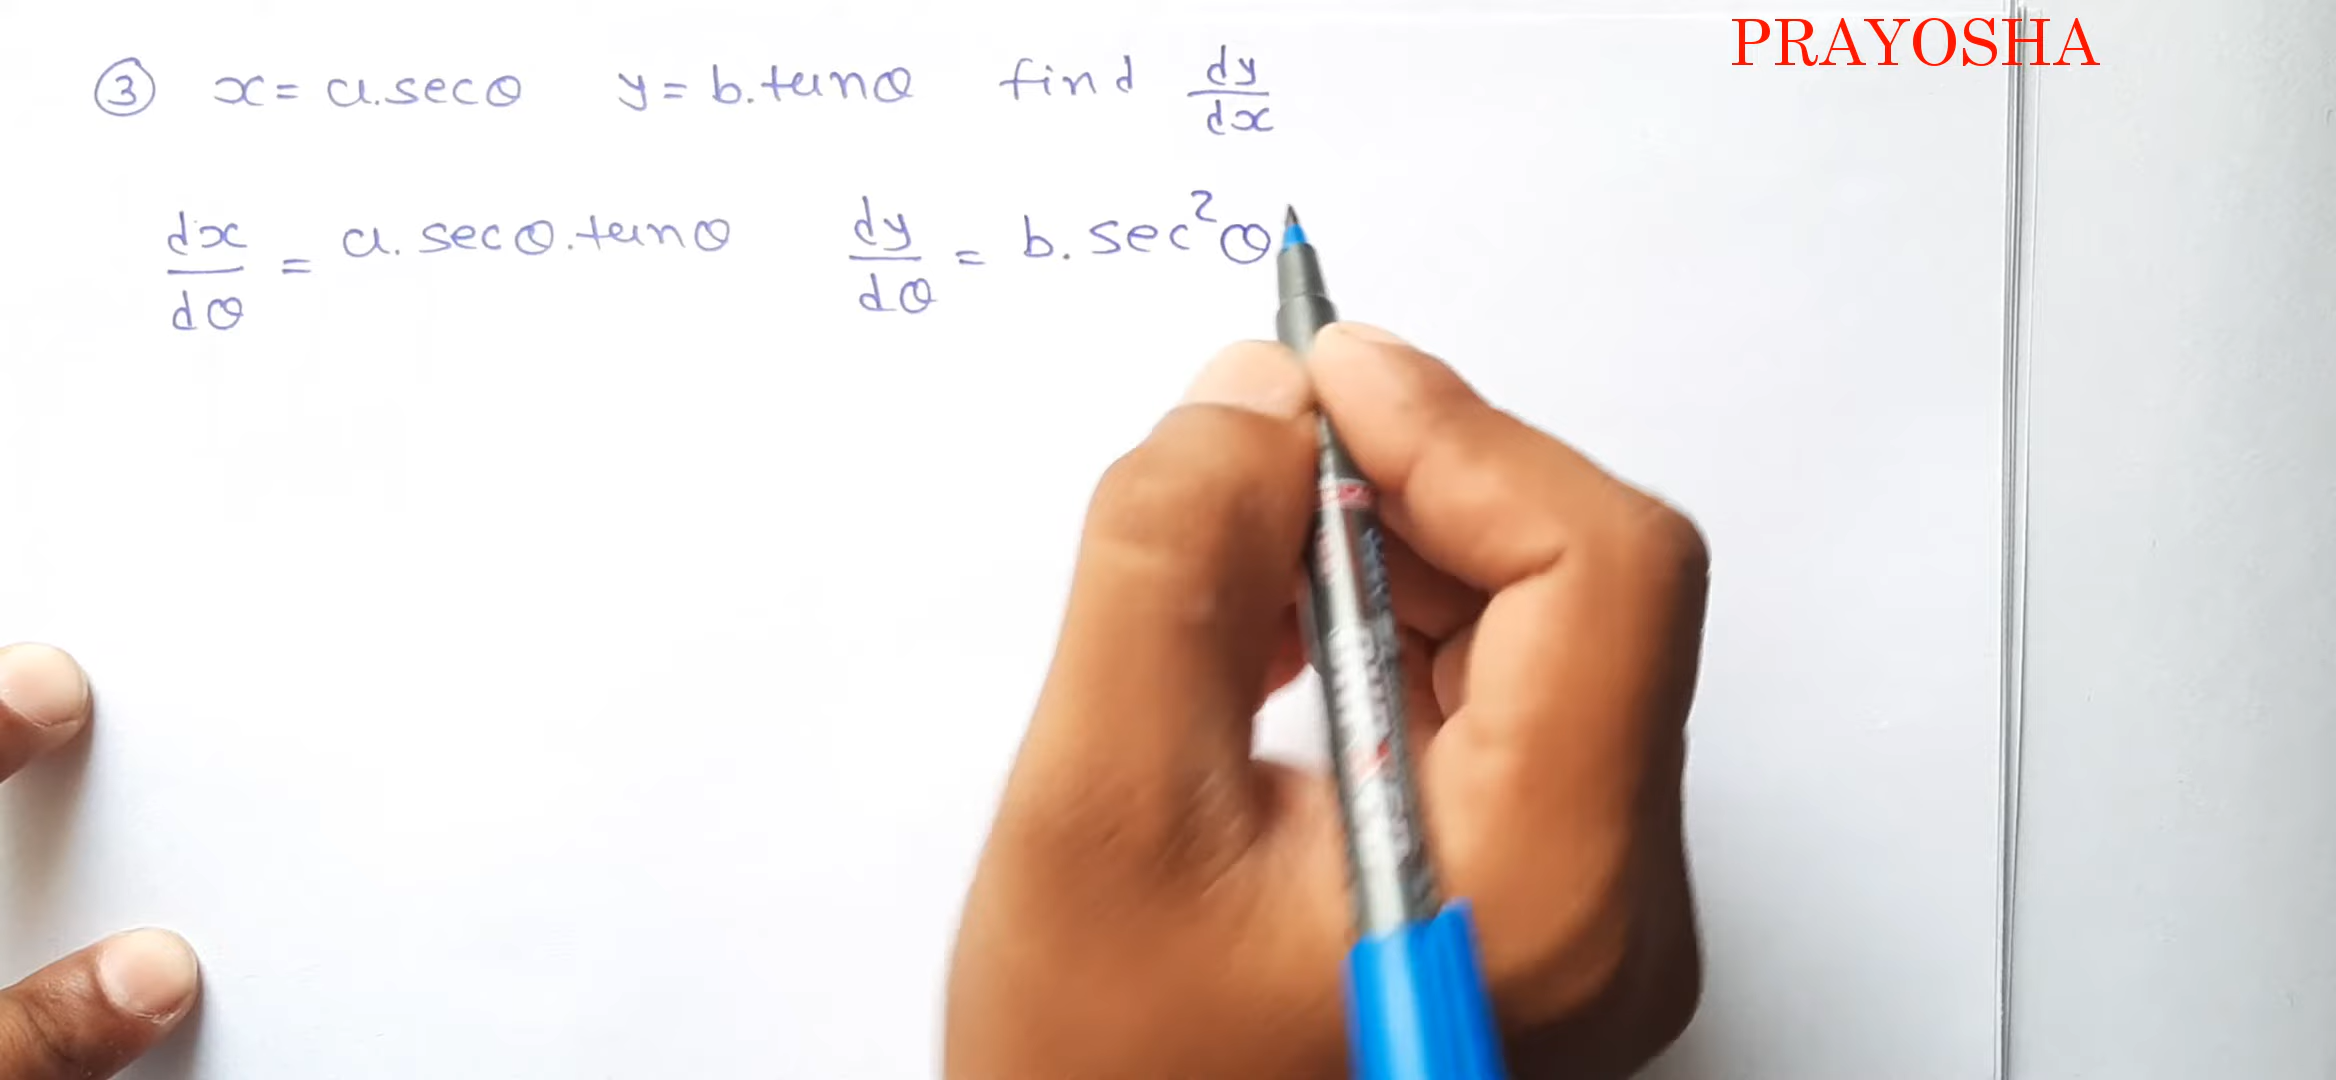 PRAYOSHA
③ x = a.secθ y = b.tanθ find dy/dx
dx/dθ = a.secθ.tanθ dy/dθ = b.sec²θ